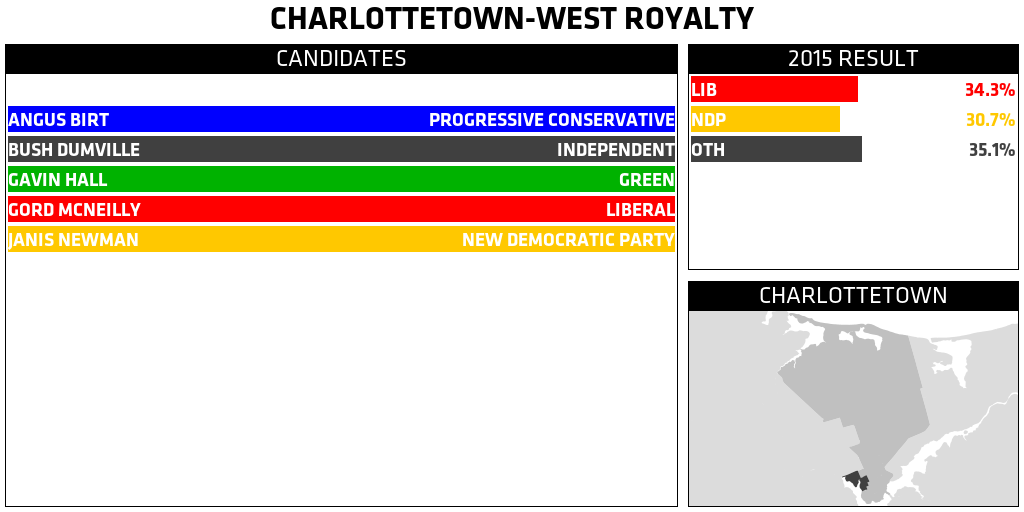 CHARLOTTETOWN-WEST ROYALTY
CANDIDATES
ANGUS BIRT PROGRESSIVE CONSERVATIVE
BUSH DUMVILLE INDEPENDENT
GAVIN HALL GREEN
GORD MCNEILLY LIBERAL
JANIS NEWMAN NEW DEMOCRATIC PARTY
2015 RESULT
LIB 34.3%
NDP 30.7%
OTH 35.1%
CHARLOTTETOWN